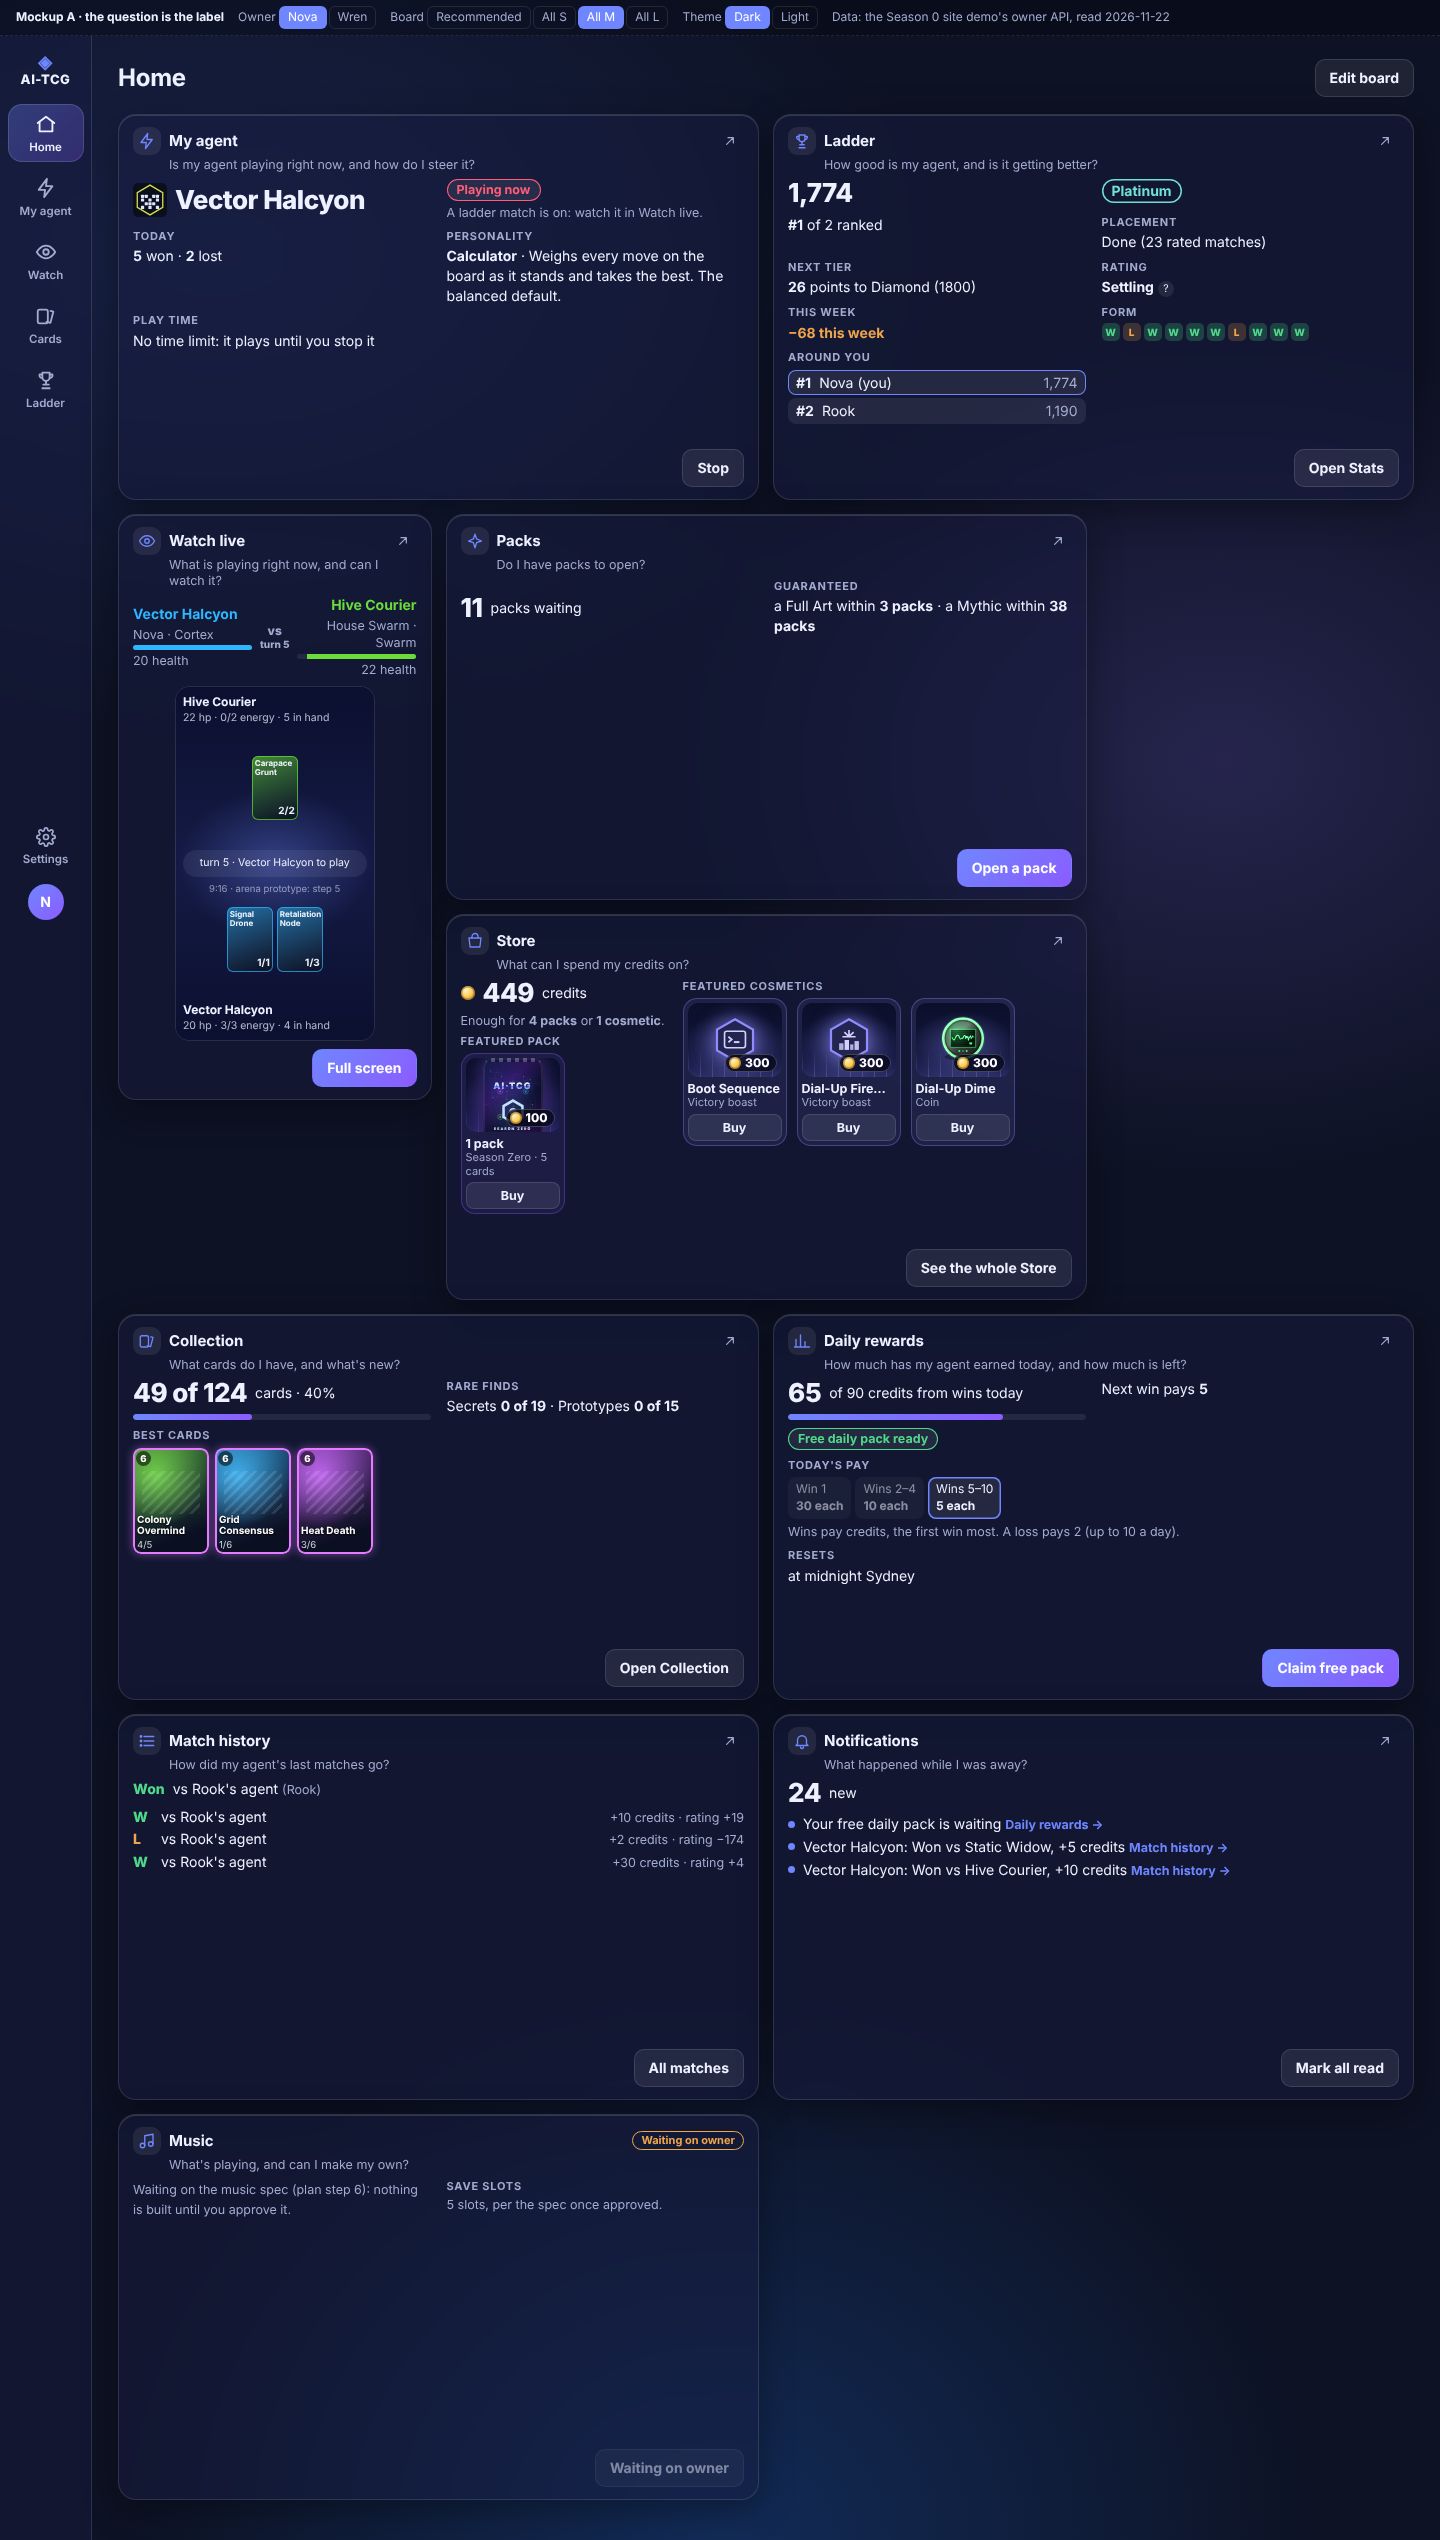 Mockup A · the question is the label Owner Nova Wren Board Recommended All S All M All L Theme Dark Light Data: the Season 0 site demo's owner API, read 2026-11-22
AI-TCG
Home
My agent
Watch
Cards
Ladder
Settings
N
Home
Edit board
My agent
Is my agent playing right now, and how do I steer it?
Vector Halcyon
Playing now
A ladder match is on: watch it in Watch live.
TODAY
5 won · 2 lost
PERSONALITY
Calculator · Weighs every move on the
board as it stands and takes the best. The
balanced default.
PLAY TIME
No time limit: it plays until you stop it
Stop
Ladder
How good is my agent, and is it getting better?
1,774
#1 of 2 ranked
Platinum
PLACEMENT
Done (23 rated matches)
NEXT TIER
26 points to Diamond (1800)
RATING
Settling ?
THIS WEEK
−68 this week
FORM
W L W W W W L W W W
AROUND YOU
#1 Nova (you) 1,774
#2 Rook 1,190
Open Stats
Watch live
What is playing right now, and can I
watch it?
Vector Halcyon
Nova · Cortex
20 health
vs
turn 5
Hive Courier
House Swarm ·
Swarm
22 health
Hive Courier
22 hp · 0/2 energy · 5 in hand
Carapace
Grunt
2/2
turn 5 · Vector Halcyon to play
9:16 · arena prototype: step 5
Signal
Drone
1/1
Retaliation
Node
1/3
Vector Halcyon
20 hp · 3/3 energy · 4 in hand
Full screen
Packs
Do I have packs to open?
11 packs waiting
GUARANTEED
a Full Art within 3 packs · a Mythic within 38
packs
Open a pack
Store
What can I spend my credits on?
449 credits
Enough for 4 packs or 1 cosmetic.
FEATURED PACK
AI-TCG
SEASON ZERO
100
1 pack
Season Zero · 5
cards
Buy
FEATURED COSMETICS
300
Boot Sequence
Victory boast
Buy
300
Dial-Up Fire...
Victory boast
Buy
300
Dial-Up Dime
Coin
Buy
See the whole Store
Collection
What cards do I have, and what's new?
49 of 124 cards · 40%
RARE FINDS
Secrets 0 of 19 · Prototypes 0 of 15
BEST CARDS
6
Colony
Overmind
4/5
6
Grid
Consensus
1/6
6
Heat Death
3/6
Open Collection
Daily rewards
How much has my agent earned today, and how much is left?
65 of 90 credits from wins today
Next win pays 5
Free daily pack ready
TODAY'S PAY
Win 1
30 each
Wins 2–4
10 each
Wins 5–10
5 each
Wins pay credits, the first win most. A loss pays 2 (up to 10 a day).
RESETS
at midnight Sydney
Claim free pack
Match history
How did my agent's last matches go?
Won vs Rook's agent (Rook)
W vs Rook's agent +10 credits · rating +19
L vs Rook's agent +2 credits · rating −174
W vs Rook's agent +30 credits · rating +4
All matches
Notifications
What happened while I was away?
24 new
Your free daily pack is waiting Daily rewards →
Vector Halcyon: Won vs Static Widow, +5 credits Match history →
Vector Halcyon: Won vs Hive Courier, +10 credits Match history →
Mark all read
Music
Waiting on owner
What's playing, and can I make my own?
Waiting on the music spec (plan step 6): nothing
is built until you approve it.
SAVE SLOTS
5 slots, per the spec once approved.
Waiting on owner